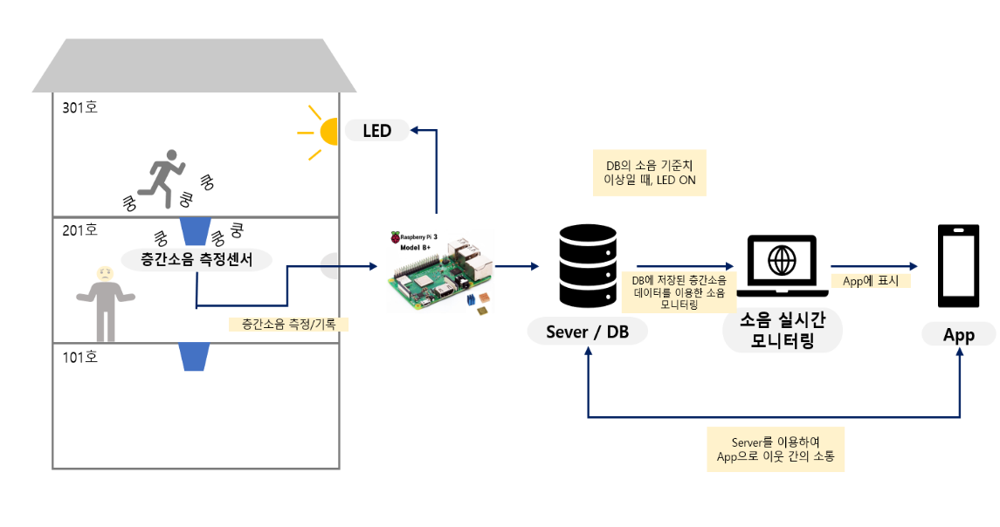 301호
LED
쿵
쿵
쿵
DB의 소음 기준치
이상일 때, LED ON
201호
쿵
쿵
쿵
층간소음 측정센서
Raspberry Pi 3
Model B+
층간소음 측정/기록
DB에 저장된 층간소음
데이터를 이용한 소음
모니터링
App에 표시
Sever / DB
소음 실시간
모니터링
App
101호
Server를 이용하여
App으로 이웃 간의 소통